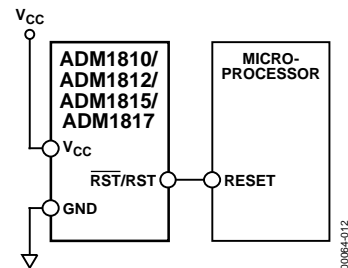 VCC
ADM1810/
ADM1812/
ADM1815/
ADM1817
VCC
RST/RST
GND
MICRO-
PROCESSOR
RESET
00064-012